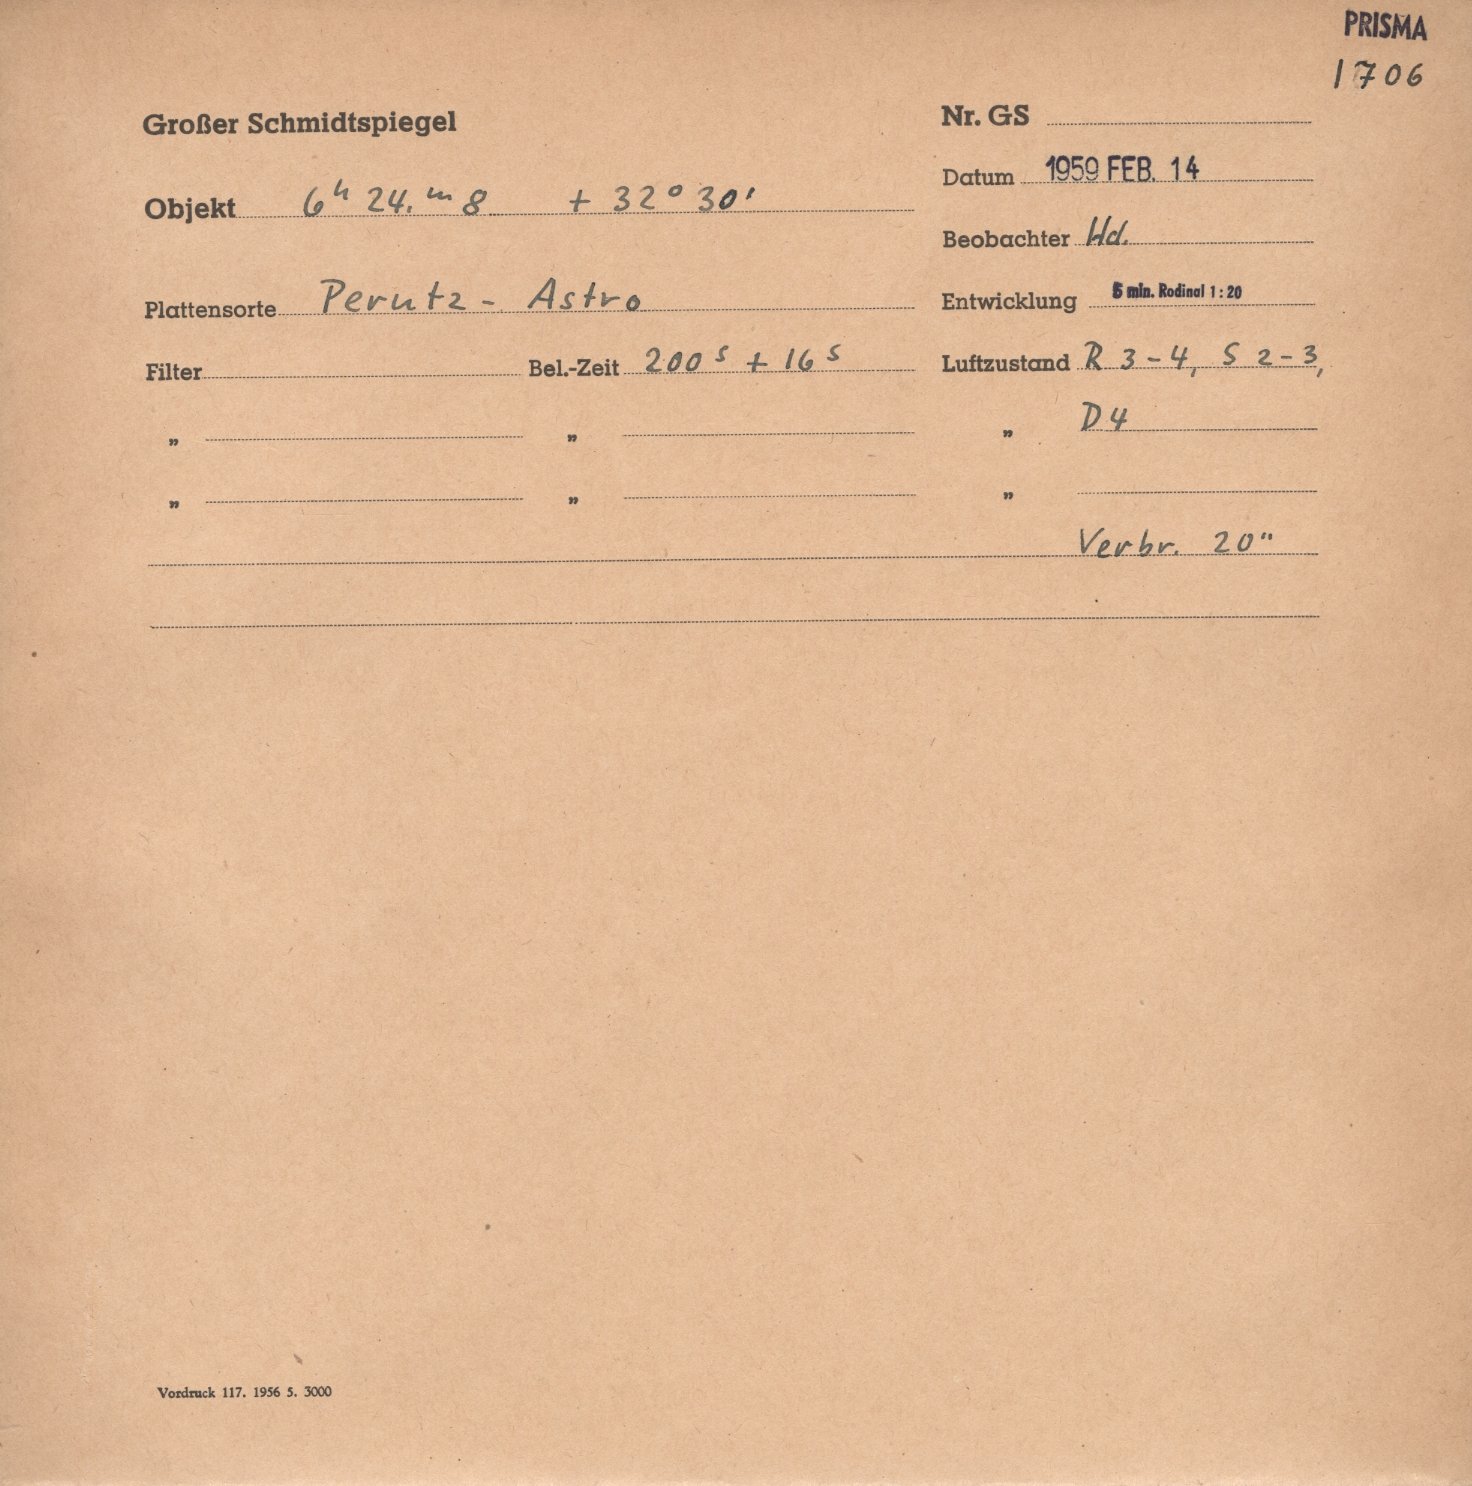 PRISMA
1706
Großer Schmidtspiegel
Nr. GS
Datum 1959 FEB. 14
Objekt 6ʰ 24.ᵐ8 + 32° 30'
Beobachter Hd.
Plattensorte Perutz - Astro
Entwicklung 5 min. Rodinal 1:20
Filter Bel.-Zeit 200ˢ + 16ˢ Luftzustand R 3-4, S 2-3,
„ „ „ D4
„ „ „
Verbr. 20"
Vordruck 117. 1956 5. 3000